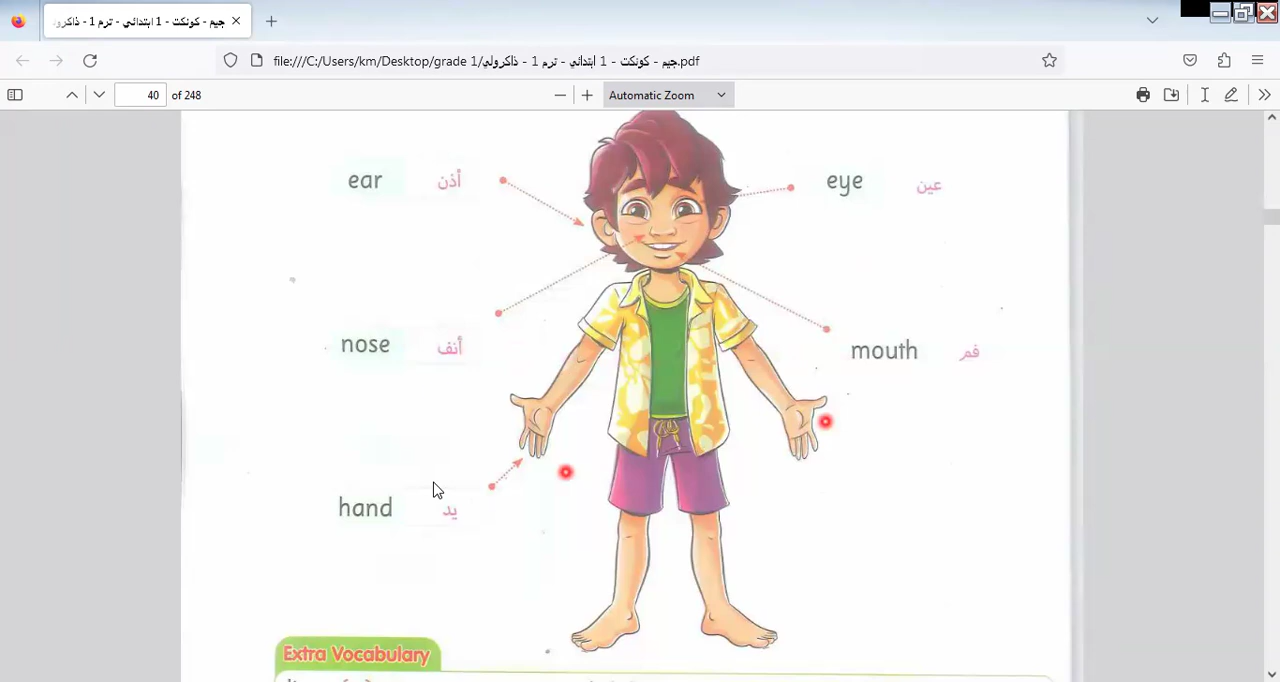 جيم - كونكت - 1 ابتدائي - ترم 1 - ذاكرولي
file:///C:/Users/km/Desktop/grade 1/جيم - كونكت - 1 ابتدائي - ترم 1 - ذاكرولي.pdf
40 of 248
Automatic Zoom
ear أذن
eye عين
nose أنف
mouth فم
hand يد
Extra Vocabulary